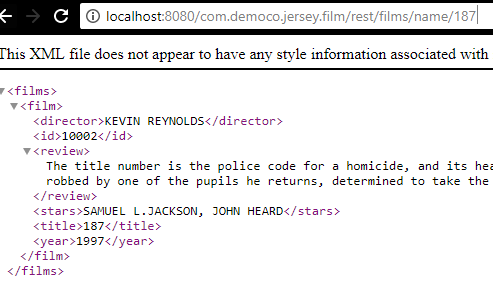 localhost:8080/com.democo.jersey.film/rest/films/name/187
This XML file does not appear to have any style information associated with
<films>
<film>
<director>KEVIN REYNOLDS</director>
<id>10002</id>
<review>
The title number is the police code for a homicide, and its hea
robbed by one of the pupils he returns, determined to take the
</review>
<stars>SAMUEL L.JACKSON, JOHN HEARD</stars>
<title>187</title>
<year>1997</year>
</film>
</films>